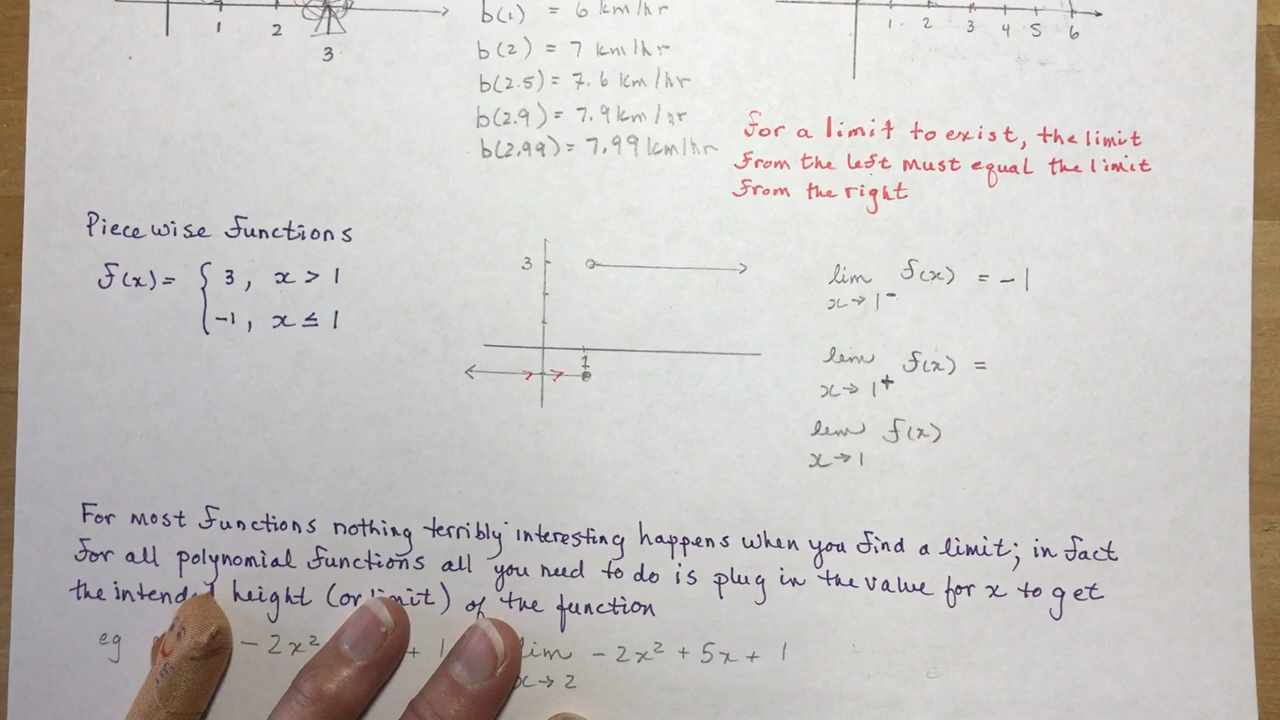 1 2 3
b(1) = 6 km/hr
b(2) = 7 km/hr
b(2.5) = 7.6 km/hr
b(2.9) = 7.9 km/hr
b(2.99) = 7.99 km/hr
1 2 3 4 5 6
for a limit to exist, the limit
from the left must equal the limit
from the right
Piecewise functions
f(x) = { 3, x > 1
-1, x ≤ 1
3
1
lim f(x) = -1
x→1⁻
lim f(x) =
x→1⁺
lim f(x)
x→1
For most functions nothing terribly interesting happens when you find a limit; in fact
for all polynomial functions all you need to do is plug in the value for x to get
the intended height (or limit) of the function
eg -2x² + 1
lim -2x² + 5x + 1
x→2